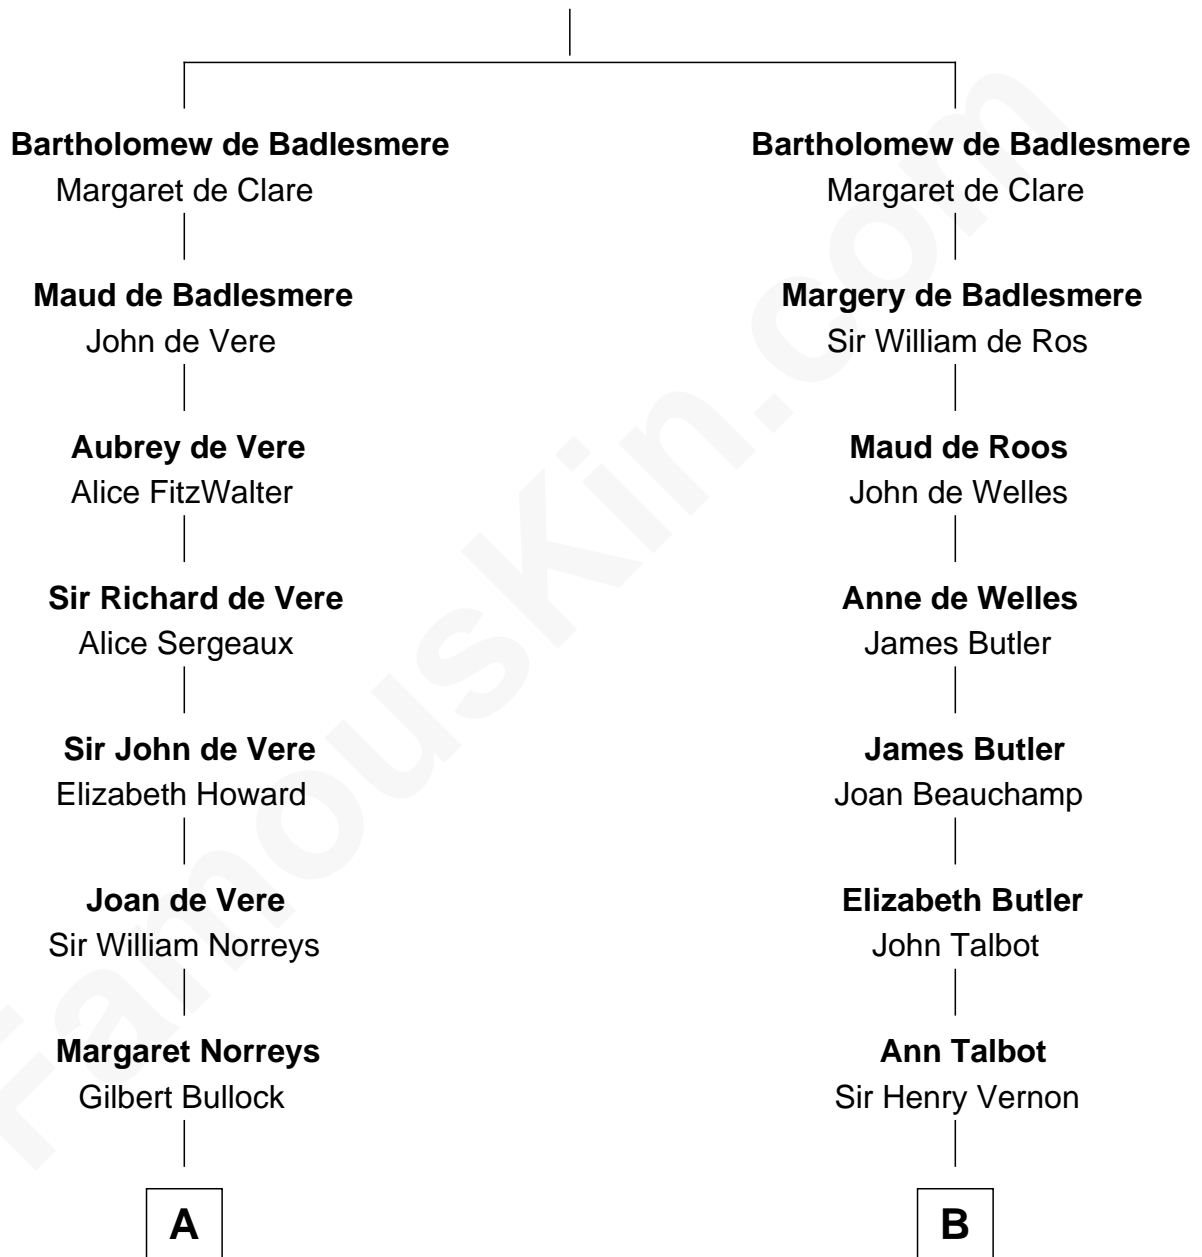 Bartholomew de Badlesmere
Margaret de Clare
Maud de Badlesmere
John de Vere
Aubrey de Vere
Alice FitzWalter
Sir Richard de Vere
Alice Sergeaux
Sir John de Vere
Elizabeth Howard
Joan de Vere
Sir William Norreys
Margaret Norreys
Gilbert Bullock
A
Bartholomew de Badlesmere
Margaret de Clare
Margery de Badlesmere
Sir William de Ros
Maud de Roos
John de Welles
Anne de Welles
James Butler
James Butler
Joan Beauchamp
Elizabeth Butler
John Talbot
Ann Talbot
Sir Henry Vernon
B
FamousKin.com